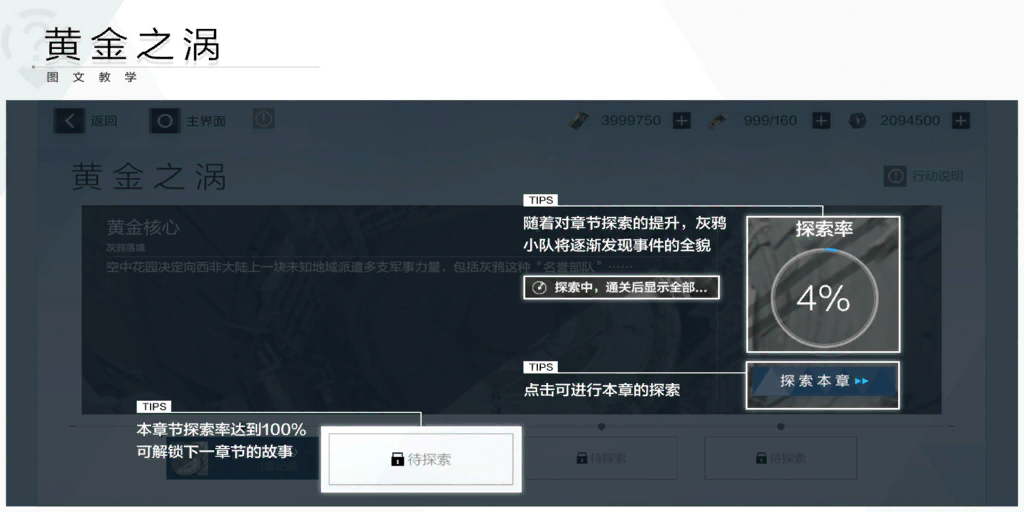 黄金之涡
图文教学
返回
主界面
3999750
999/160
2094500
黄金之涡
行动说明
黄金核心
灰鸦落境
空中花园决定向西非大陆上一块未知地域派遣多支军事力量，包括灰鸦这种“名誉部队”……
TIPS
随着对章节探索的提升，灰鸦
小队将逐渐发现事件的全貌
探索中，通关后显示全部...
探索率
4%
TIPS
点击可进行本章的探索
探索本章
TIPS
本章节探索率达到100%
可解锁下一章节的故事
待探索
待探索
待探索